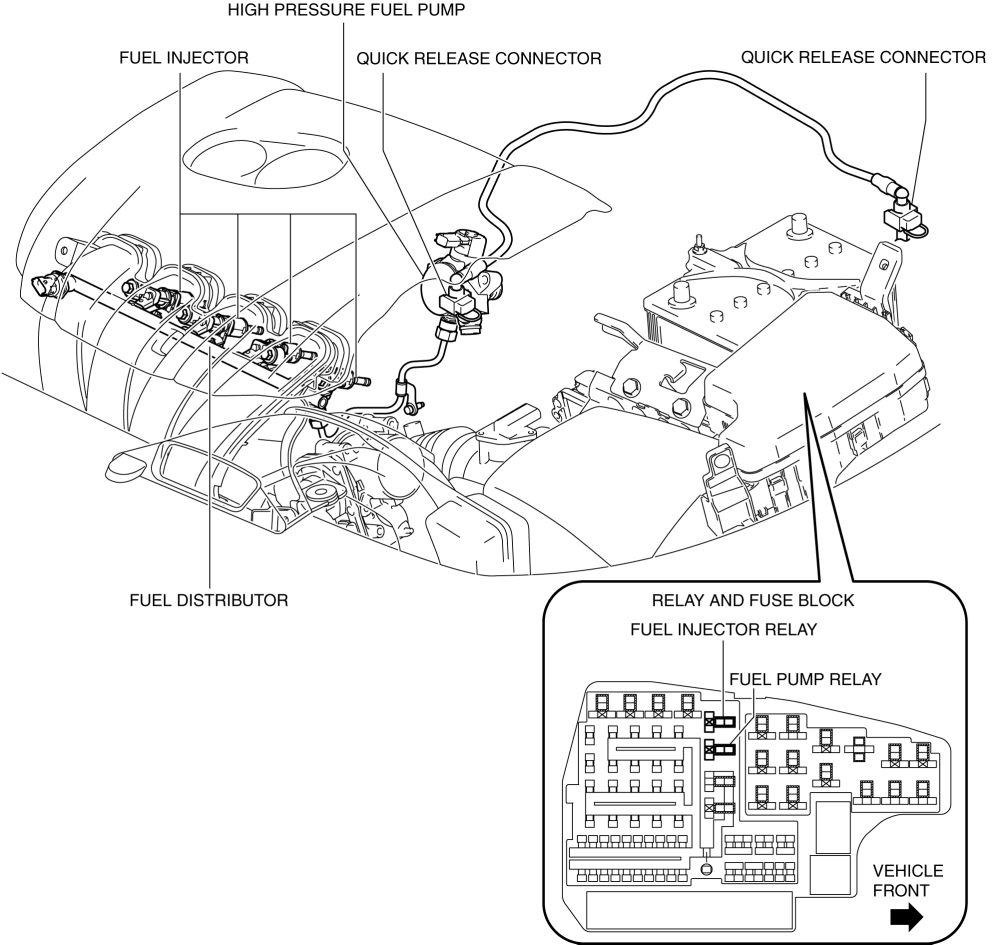 HIGH PRESSURE FUEL PUMP
FUEL INJECTOR
QUICK RELEASE CONNECTOR
QUICK RELEASE CONNECTOR
FUEL DISTRIBUTOR
RELAY AND FUSE BLOCK
FUEL INJECTOR RELAY
FUEL PUMP RELAY
VEHICLE
FRONT